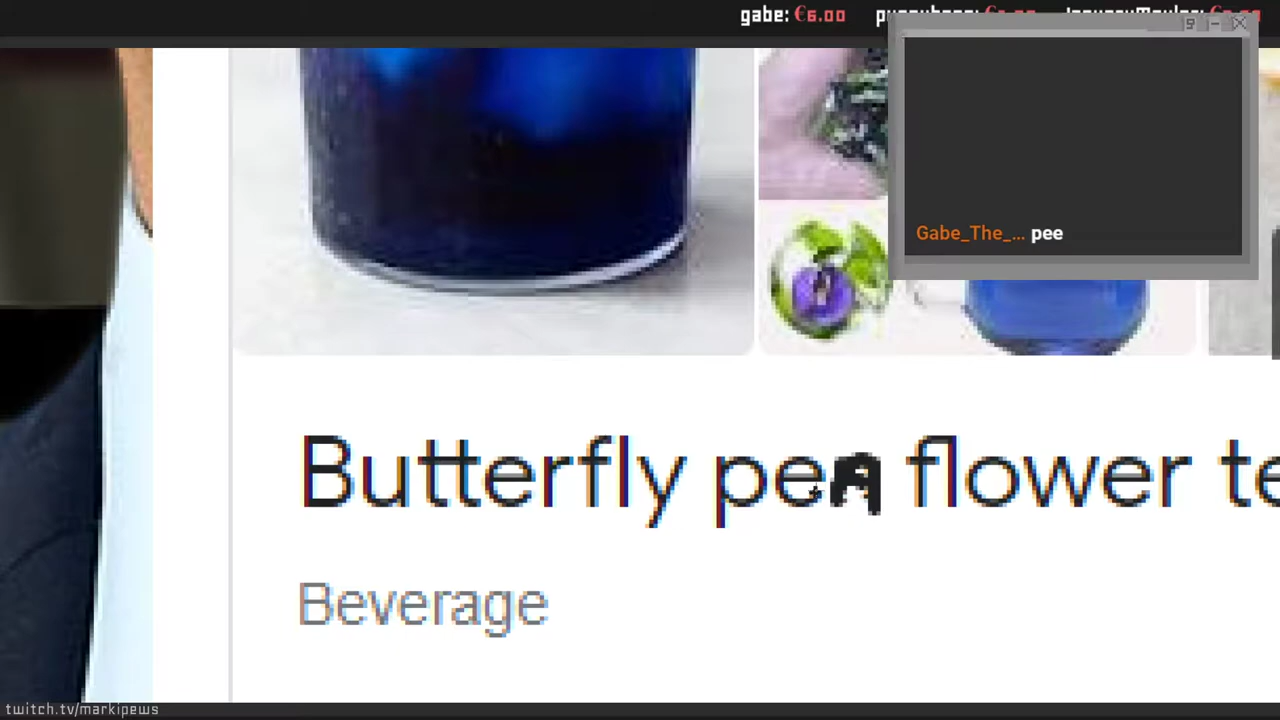 gabe: €6.00
Gabe_The_... pee
Butterfly peA flower te
Beverage
twitch.tv/markipews